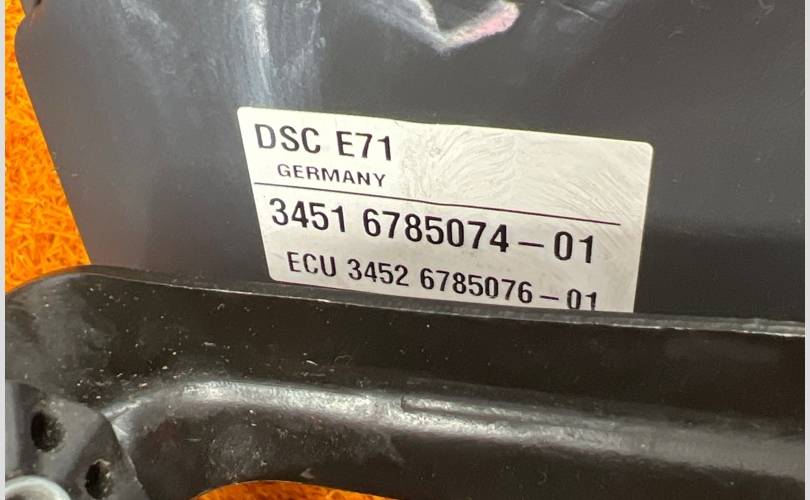 DSC E71
GERMANY
3451 6785074-01
ECU 3452 6785076-01